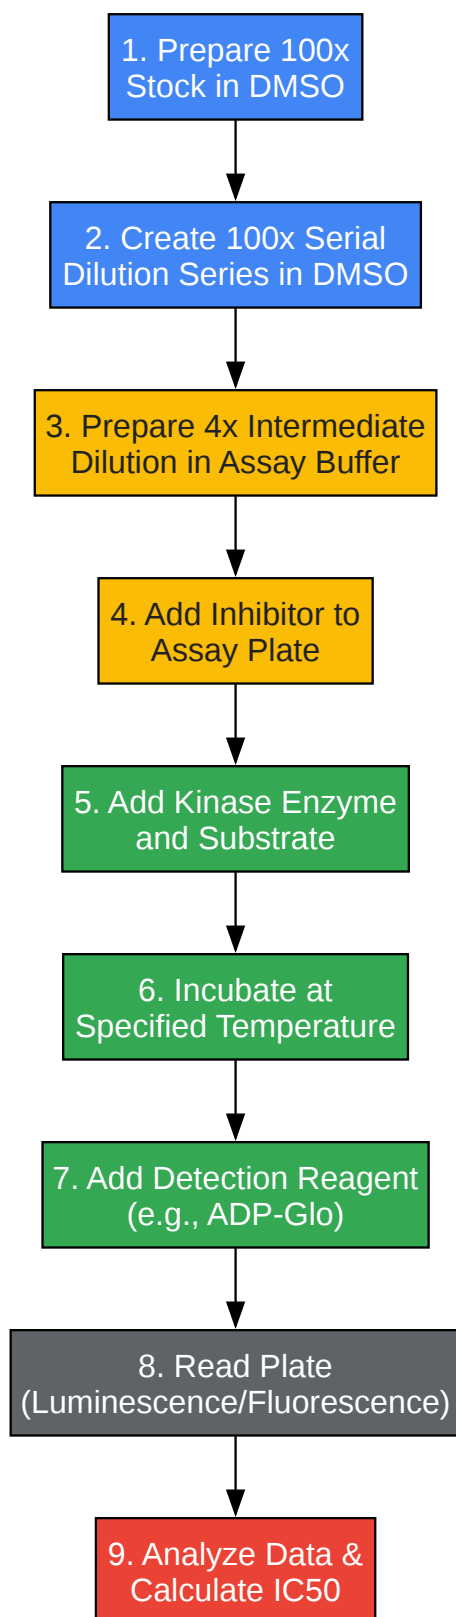 1. Prepare 100x
Stock in DMSO
2. Create 100x Serial
Dilution Series in DMSO
3. Prepare 4x Intermediate
Dilution in Assay Buffer
4. Add Inhibitor to
Assay Plate
5. Add Kinase Enzyme
and Substrate
6. Incubate at
Specified Temperature
7. Add Detection Reagent
(e.g., ADP-Glo)
8. Read Plate
(Luminescence/Fluorescence)
9. Analyze Data &
Calculate IC50